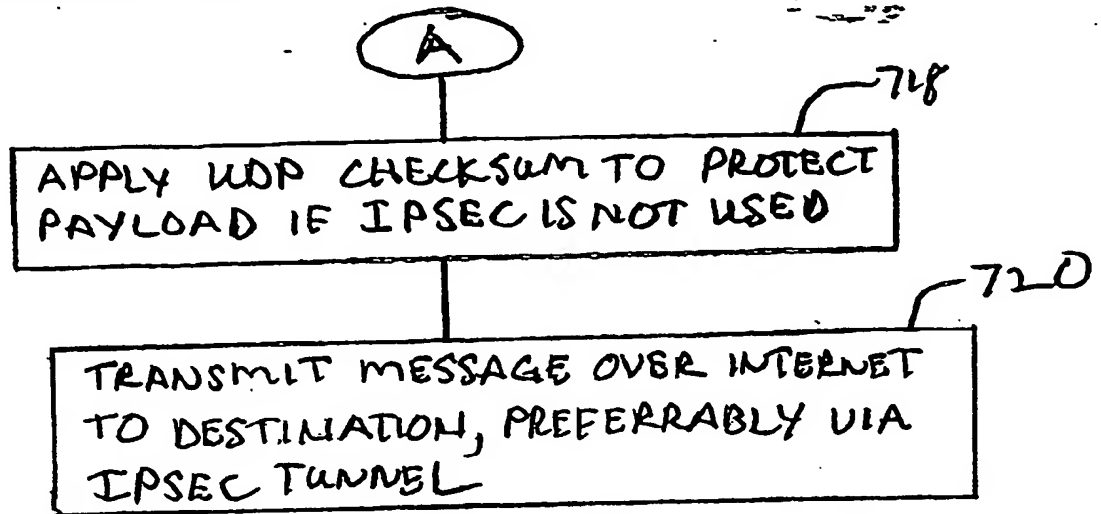 A
718
APPLY UDP CHECKSUM TO PROTECT
PAYLOAD IF IPSEC IS NOT USED
720
TRANSMIT MESSAGE OVER INTERNET
TO DESTINATION, PREFERRABLY VIA
IPSEC TUNNEL